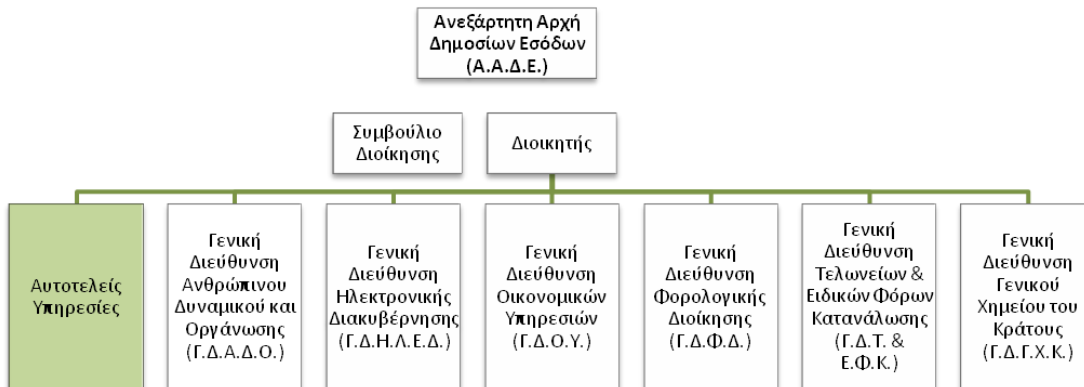 Ανεξάρτητη Αρχή
Δημοσίων Εσόδων
(Α.Α.Δ.Ε.)
Συμβούλιο
Διοίκησης
Διοικητής
Αυτοτελείς
Υπηρεσίες
Γενική
Διεύθυνση
Ανθρώπινου
Δυναμικού και
Οργάνωσης
(Γ.Δ.Α.Δ.Ο.)
Γενική
Διεύθυνση
Ηλεκτρονικής
Διακυβέρνησης
(Γ.Δ.Η.Λ.Ε.Δ.)
Γενική
Διεύθυνση
Οικονομικών
Υπηρεσιών
(Γ.Δ.Ο.Υ.)
Γενική
Διεύθυνση
Φορολογικής
Διοίκησης
(Γ.Δ.Φ.Δ.)
Γενική
Διεύθυνση
Τελωνείων &
Ειδικών Φόρων
Κατανάλωσης
(Γ.Δ.Τ. &
Ε.Φ.Κ.)
Γενική
Διεύθυνση
Γενικού
Χημείου του
Κράτους
(Γ.Δ.Γ.Χ.Κ.)